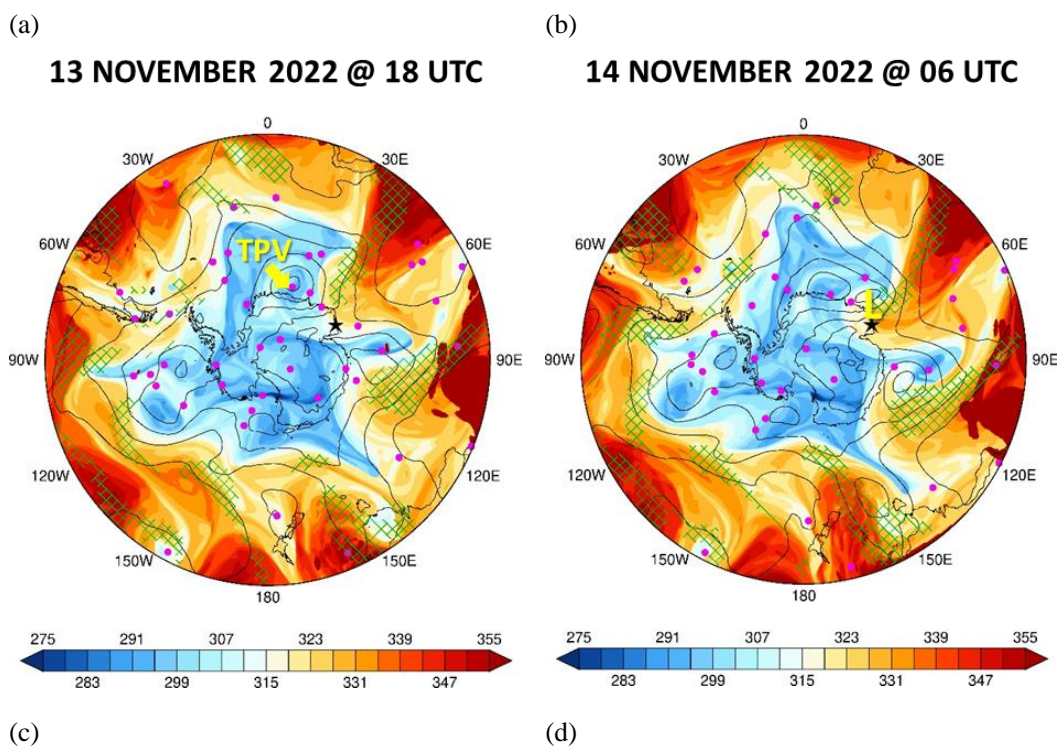 (a)
(b)
13 NOVEMBER 2022 @ 18 UTC
14 NOVEMBER 2022 @ 06 UTC
0
30W
30E
60W
60E
TPV
90W
90E
120W
120E
150W
150E
180
0
30W
30E
60W
60E
L
90W
90E
120W
120E
150W
150E
180
275 291 307 323 339 355
283 299 315 331 347
275 291 307 323 339 355
283 299 315 331 347
(c)
(d)